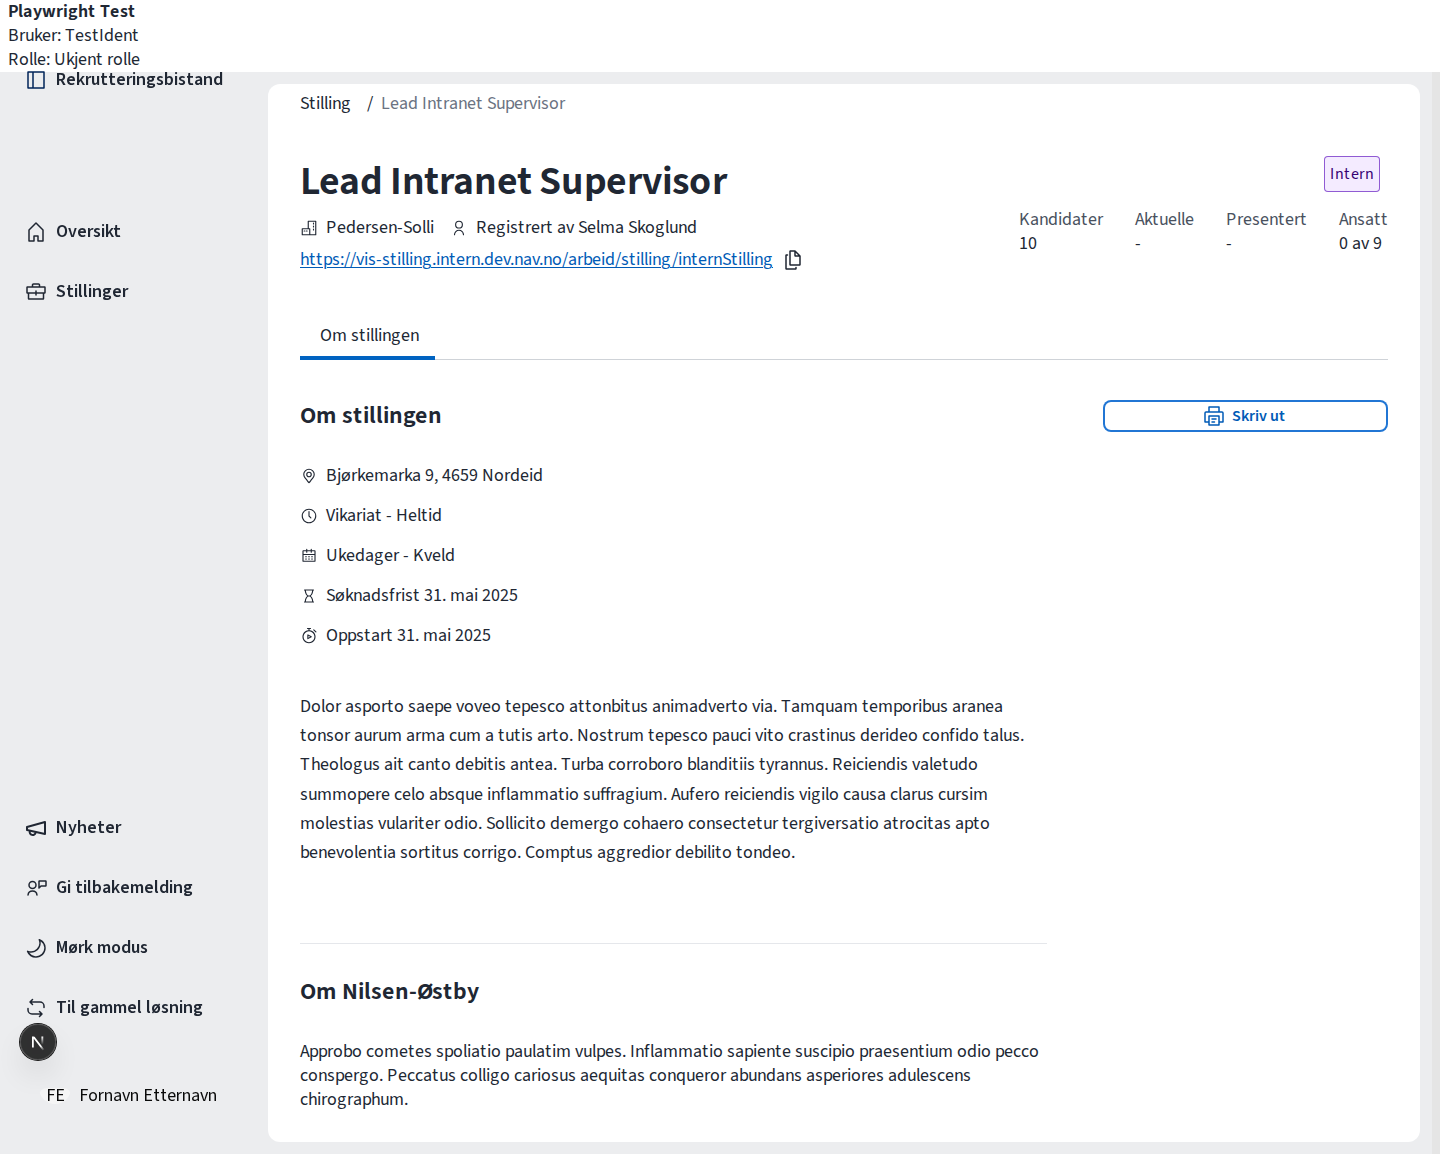 Playwright Test
Bruker: TestIdent
Rolle: Ukjent rolle
Rekrutteringsbistand
Oversikt
Stillinger
Nyheter
Gi tilbakemelding
Mørk modus
Til gammel løsning
N
FE Fornavn Etternavn
Stilling / Lead Intranet Supervisor
Lead Intranet Supervisor
Intern
Pedersen-Solli Registrert av Selma Skoglund
https://vis-stilling.intern.dev.nav.no/arbeid/stilling/internStilling
Kandidater Aktuelle Presentert Ansatt
10 - - 0 av 9
Om stillingen
Om stillingen
Skriv ut
Bjørkemarka 9, 4659 Nordeid
Vikariat - Heltid
Ukedager - Kveld
Søknadsfrist 31. mai 2025
Oppstart 31. mai 2025
Dolor asporto saepe voveo tepesco attonbitus animadverto via. Tamquam temporibus aranea
tonsor aurum arma cum a tutis arto. Nostrum tepesco pauci vito crastinus derideo confido talus.
Theologus ait canto debitis antea. Turba corroboro blanditiis tyrannus. Reiciendis valetudo
summopere celo absque inflammatio suffragium. Aufero reiciendis vigilo causa clarus cursim
molestias vulariter odio. Sollicito demergo cohaero consectetur tergiversatio atrocitas apto
benevolentia sortitus corrigo. Comptus aggredior debilito tondeo.
Om Nilsen-Østby
Approbo cometes spoliatio paulatim vulpes. Inflammatio sapiente suscipio praesentium odio pecco
conspergo. Peccatus colligo cariosus aequitas conqueror abundans asperiores adulescens
chirographum.